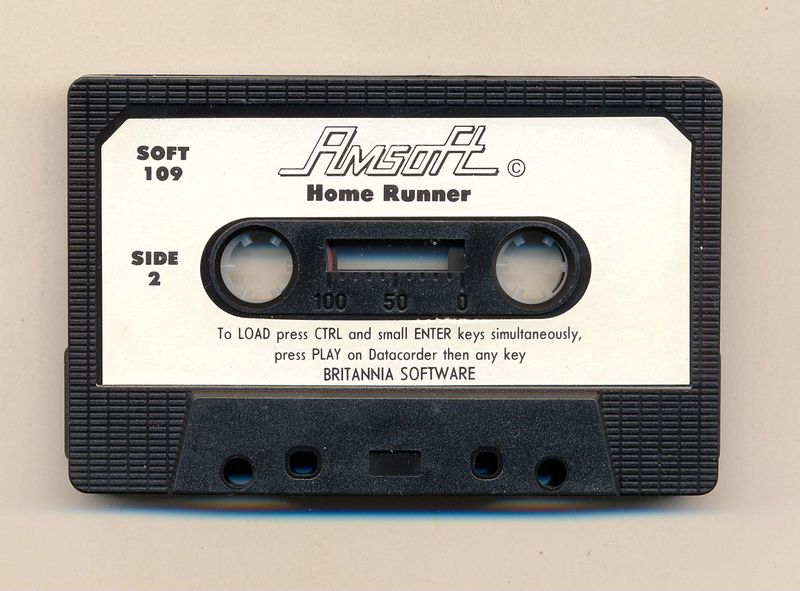 SOFT
109
Amsoft ©
Home Runner
SIDE
2
100 50 0
To LOAD press CTRL and small ENTER keys simultaneously,
press PLAY on Datacorder then any key
BRITANNIA SOFTWARE